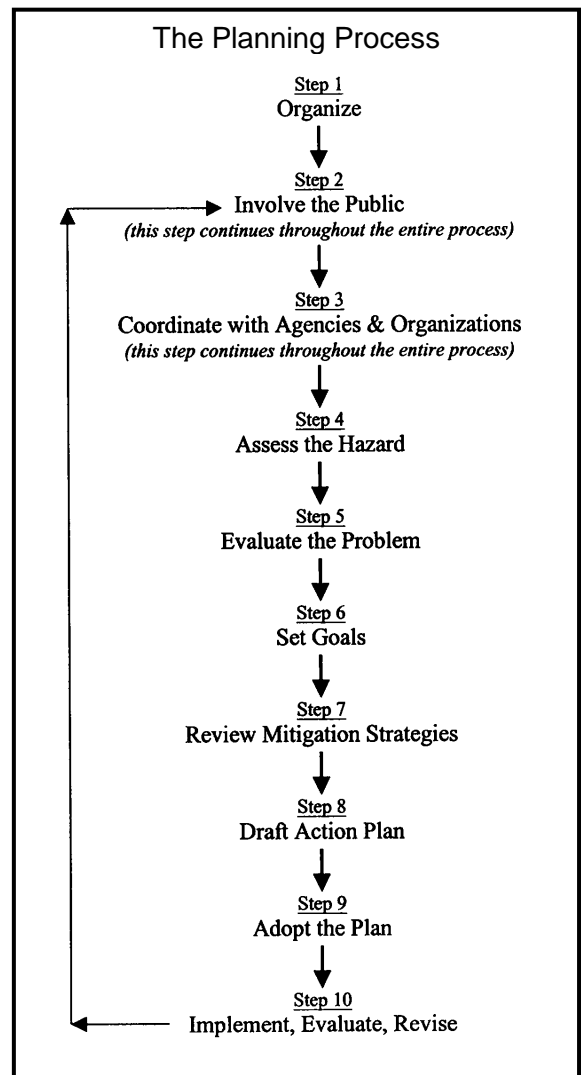 The Planning Process
Step 1
Organize
Step 2
Involve the Public
(this step continues throughout the entire process)
Step 3
Coordinate with Agencies & Organizations
(this step continues throughout the entire process)
Step 4
Assess the Hazard
Step 5
Evaluate the Problem
Step 6
Set Goals
Step 7
Review Mitigation Strategies
Step 8
Draft Action Plan
Step 9
Adopt the Plan
Step 10
Implement, Evaluate, Revise